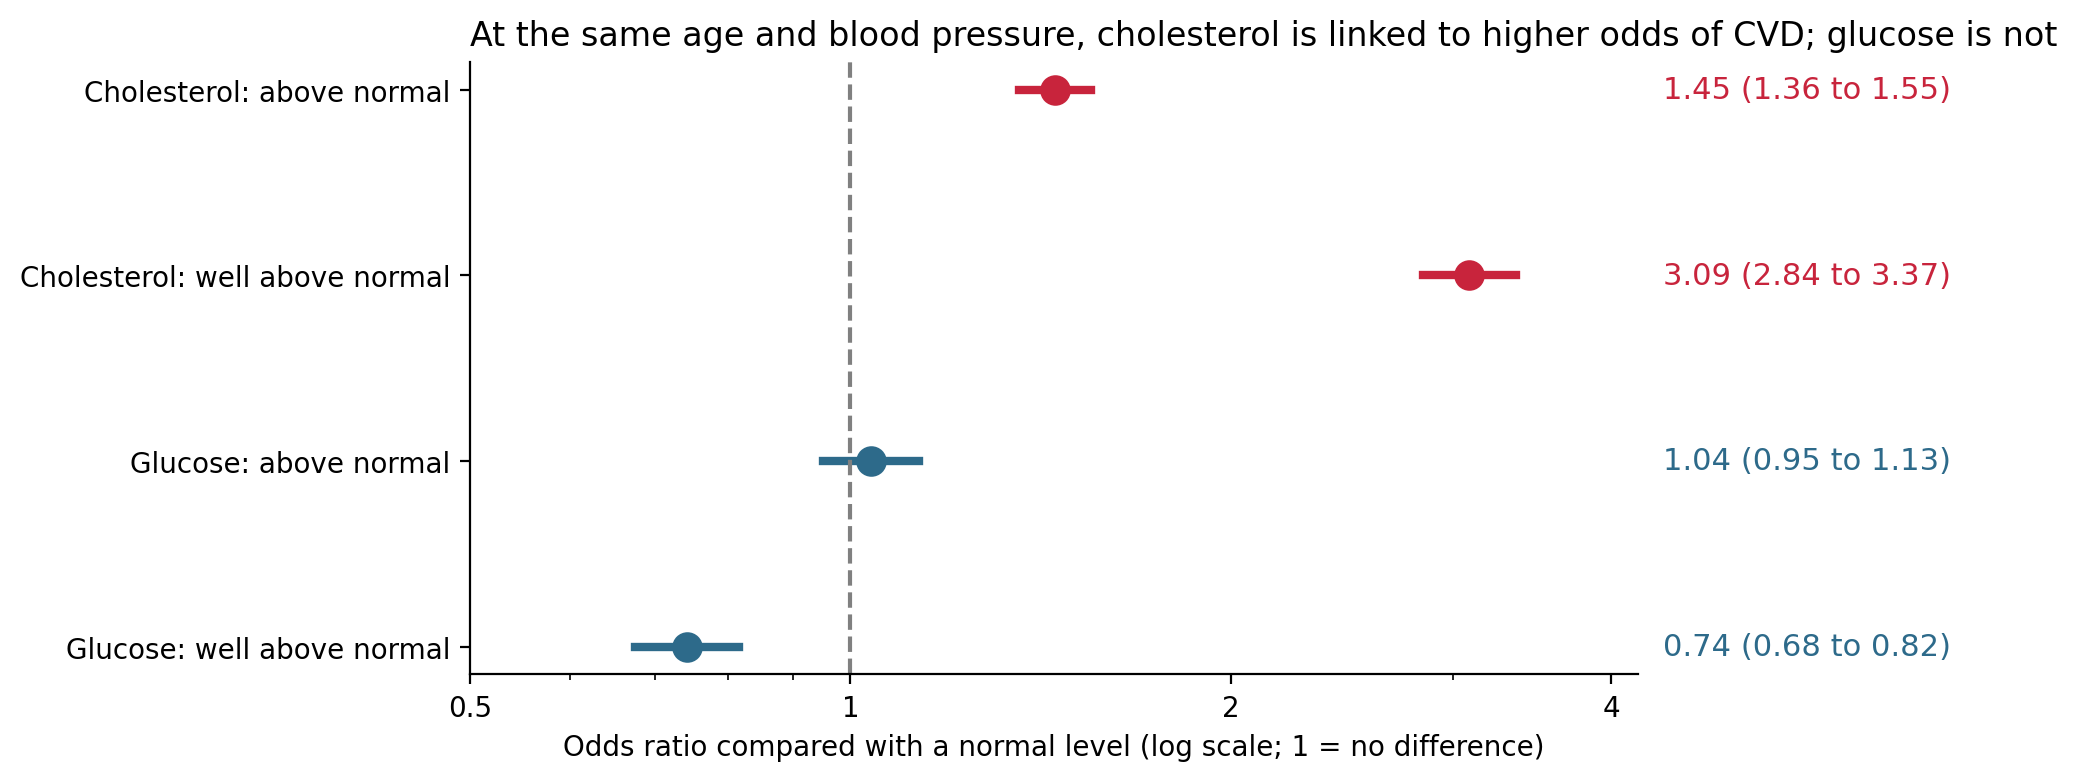 At the same age and blood pressure, cholesterol is linked to higher odds of CVD; glucose is not
Cholesterol: above normal
1.45 (1.36 to 1.55)
Cholesterol: well above normal
3.09 (2.84 to 3.37)
Glucose: above normal
1.04 (0.95 to 1.13)
Glucose: well above normal
0.74 (0.68 to 0.82)
0.5 1 2 4
Odds ratio compared with a normal level (log scale; 1 = no difference)